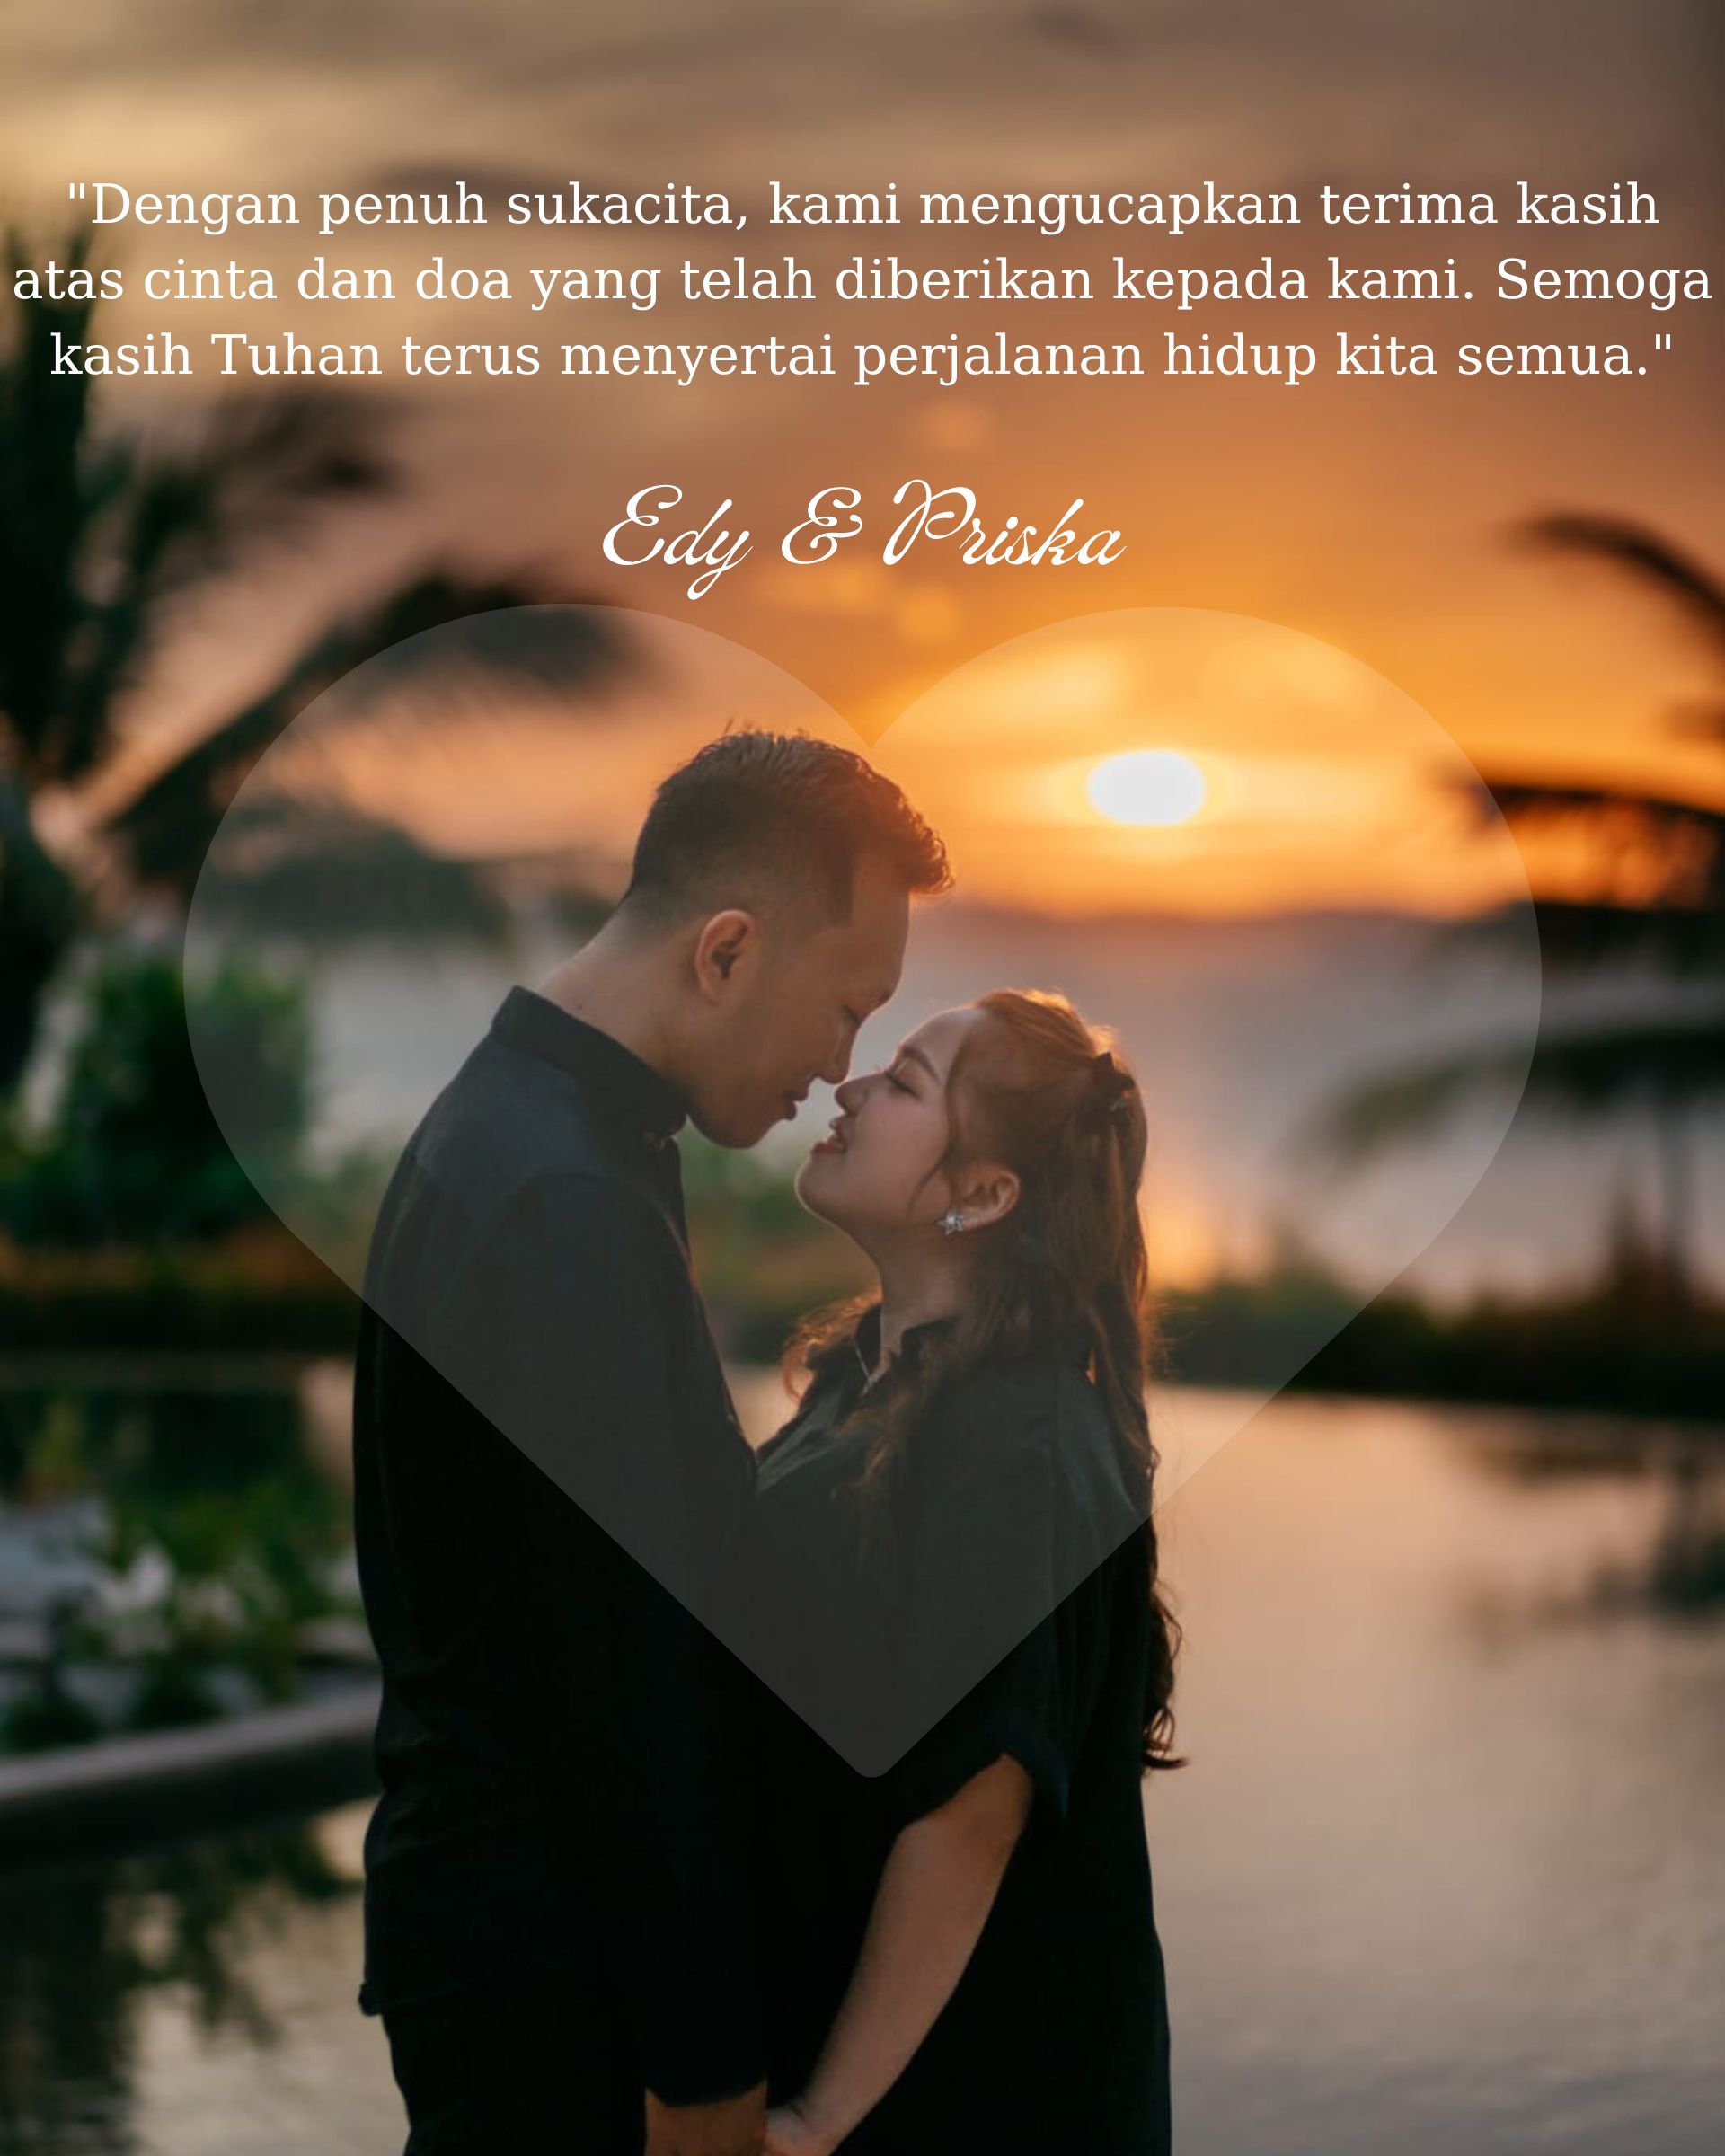 "Dengan penuh sukacita, kami mengucapkan terima kasih
atas cinta dan doa yang telah diberikan kepada kami. Semoga
kasih Tuhan terus menyertai perjalanan hidup kita semua."
Edy & Priska